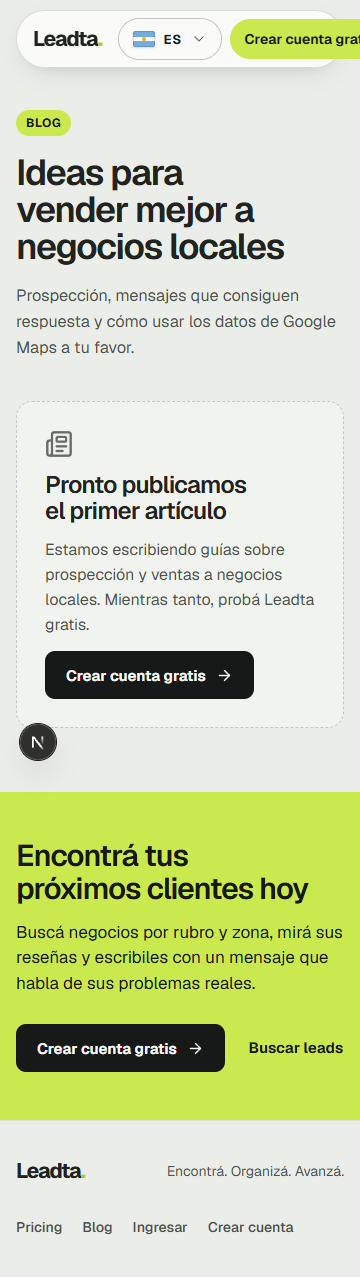 Leadta.
ES
Crear cuenta grat
BLOG
Ideas para
vender mejor a
negocios locales
Prospección, mensajes que consiguen
respuesta y cómo usar los datos de Google
Maps a tu favor.
Pronto publicamos
el primer artículo
Estamos escribiendo guías sobre
prospección y ventas a negocios
locales. Mientras tanto, probá Leadta
gratis.
Crear cuenta gratis
N
Encontrá tus
próximos clientes hoy
Buscá negocios por rubro y zona, mirá sus
reseñas y escribiles con un mensaje que
habla de sus problemas reales.
Crear cuenta gratis
Buscar leads
Leadta.
Encontrá. Organizá. Avanzá.
Pricing Blog Ingresar Crear cuenta